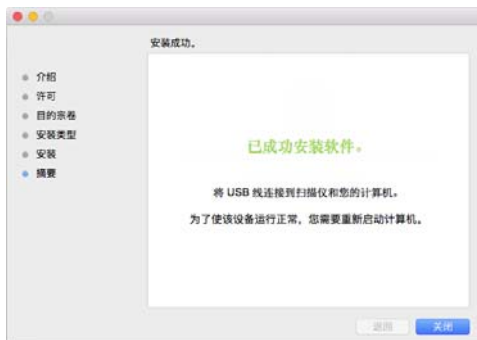 安装成功。
介绍
许可
目的宗卷
安装类型
安装
摘要
已成功安装软件。
将 USB 线连接到扫描仪和您的计算机。
为了使该设备运行正常，您需要重新启动计算机。
返回
关闭